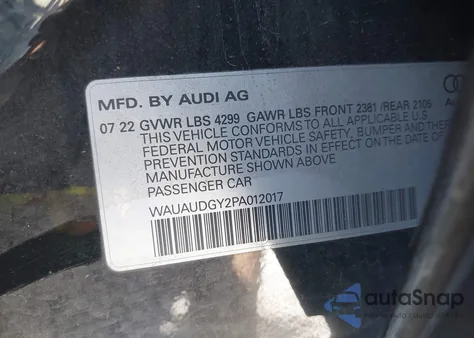 MFD. BY AUDI AG
07 22 GVWR LBS 4299 GAWR LBS FRONT 2381 /REAR 2105
THIS VEHICLE CONFORMS TO ALL APPLICABLE U.S
FEDERAL MOTOR VEHICLE SAFETY, BUMPER AND
PREVENTION STANDARDS IN EFFECT ON THE DATE OF
MANUFACTURE SHOWN ABOVE
PASSENGER CAR
WAUAUDGY2PA012017
autoSnap